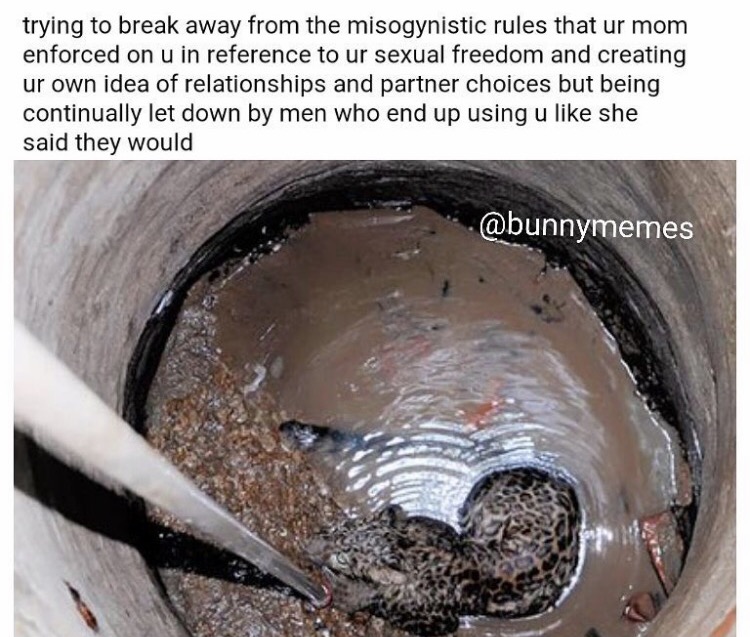 trying to break away from the misogynistic rules that ur mom
enforced on u in reference to ur sexual freedom and creating
ur own idea of relationships and partner choices but being
continually let down by men who end up using u like she
said they would
@bunnymemes